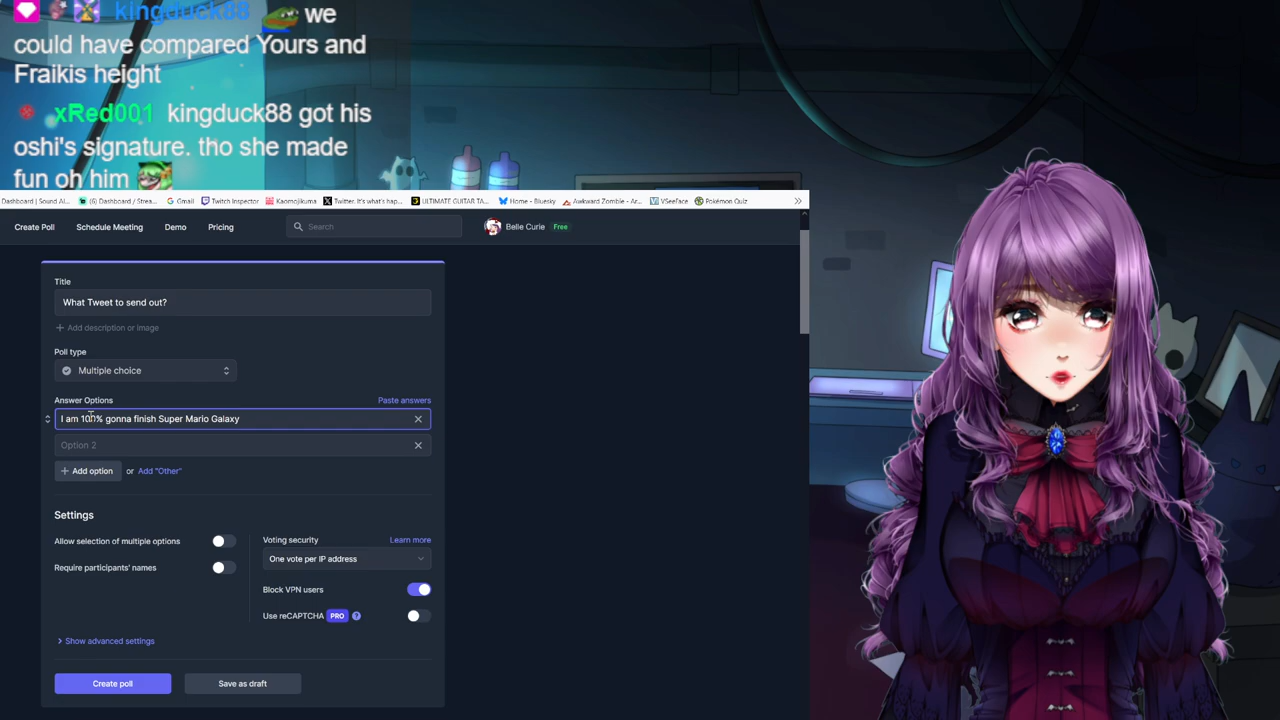 kingduck88 we
could have compared Yours and
Fraikis height
xRed001 kingduck88 got his
oshi's signature. tho she made
fun oh him
Dashboard | Sound Al... (6) Dashboard / Strea... Gmail Twitch Inspector Kaomojikuma Twitter. It's what's hap... ULTIMATE GUITAR TA... Home - Bluesky Awkward Zombie - Ar... VSeeFace Pokémon Quiz
Create Poll Schedule Meeting Demo Pricing Search Belle Curie Free
Title
What Tweet to send out?
Add description or image
Poll type
Multiple choice
Answer Options Paste answers
I am 100% gonna finish Super Mario Galaxy
Option 2
Add option or Add "Other"
Settings
Allow selection of multiple options
Require participants' names
Voting security Learn more
One vote per IP address
Block VPN users
Use reCAPTCHA PRO ?
Show advanced settings
Create poll Save as draft